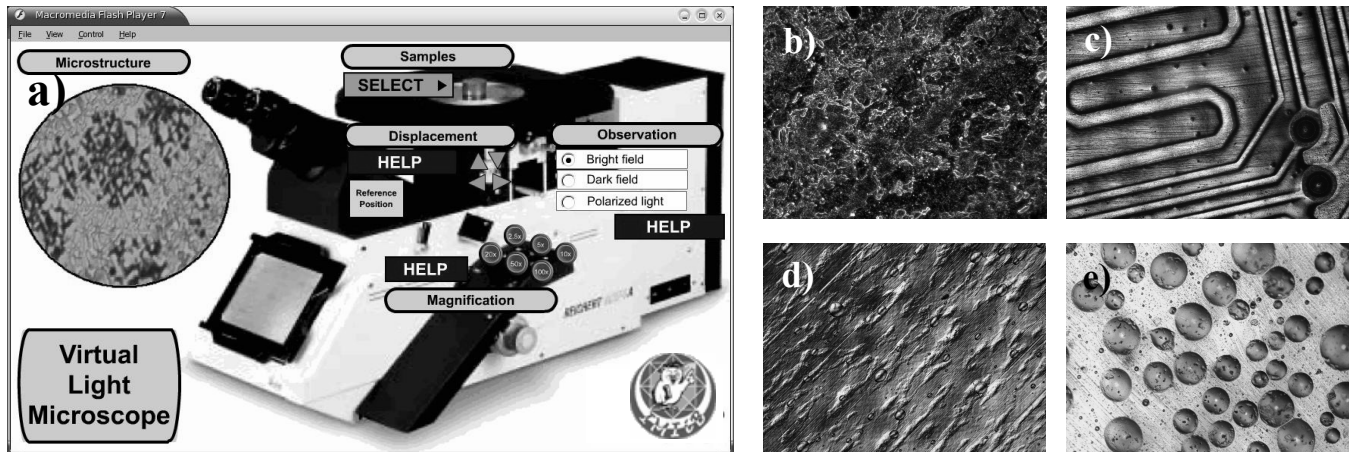 Macromedia Flash Player 7
File View Control Help
Microstructure
a)
Samples
SELECT
Displacement
HELP
Reference
Position
Observation
Bright field
Dark field
Polarized light
HELP
2.5x 5x 10x
20x 50x 100x
HELP
Magnification
REICHERT
Virtual
Light
Microscope
b)
c)
d)
e)